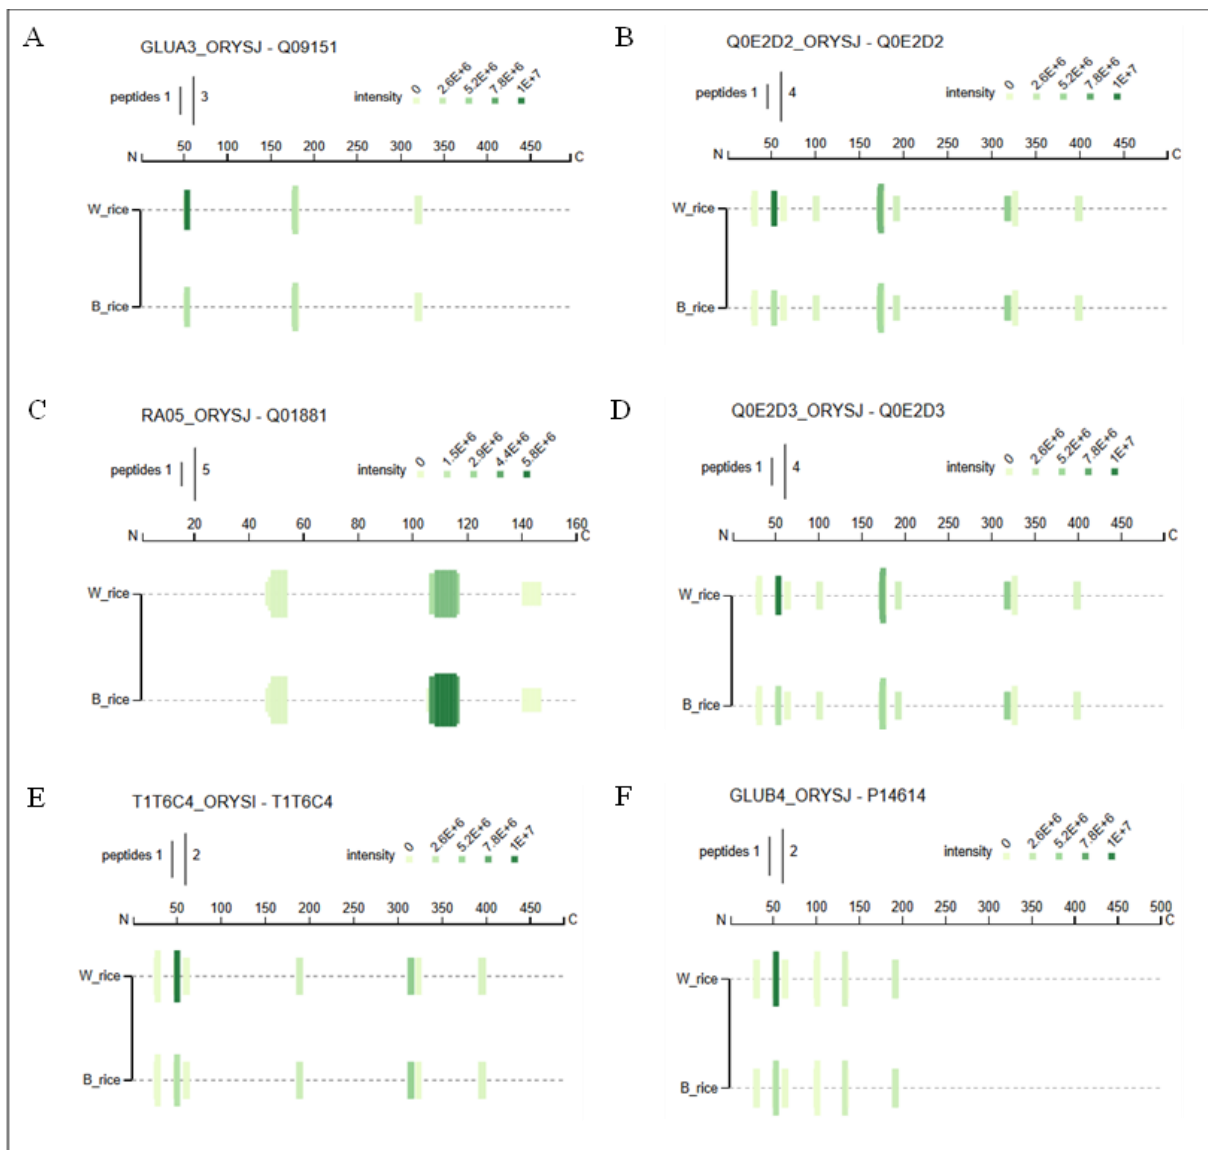 A
GLUA3_ORYSJ - Q09151
peptides 1 3 intensity 0 2.6E+6 5.2E+6 7.8E+6 1E+7
N 50 100 150 200 250 300 350 400 450 C
W_rice
B_rice
B
Q0E2D2_ORYSJ - Q0E2D2
peptides 1 4 intensity 0 2.6E+6 5.2E+6 7.8E+6 1E+7
N 50 100 150 200 250 300 350 400 450 C
W_rice
B_rice
C
RA05_ORYSJ - Q01881
peptides 1 5 intensity 0 1.5E+6 2.9E+6 4.4E+6 5.8E+6
N 20 40 60 80 100 120 140 160 C
W_rice
B_rice
D
Q0E2D3_ORYSJ - Q0E2D3
peptides 1 4 intensity 0 2.6E+6 5.2E+6 7.8E+6 1E+7
N 50 100 150 200 250 300 350 400 450 C
W_rice
B_rice
E
T1T6C4_ORYSI - T1T6C4
peptides 1 2 intensity 0 2.6E+6 5.2E+6 7.8E+6 1E+7
N 50 100 150 200 250 300 350 400 450 C
W_rice
B_rice
F
GLUB4_ORYSJ - P14614
peptides 1 2 intensity 0 2.6E+6 5.2E+6 7.8E+6 1E+7
N 50 100 150 200 250 300 350 400 450 500 C
W_rice
B_rice